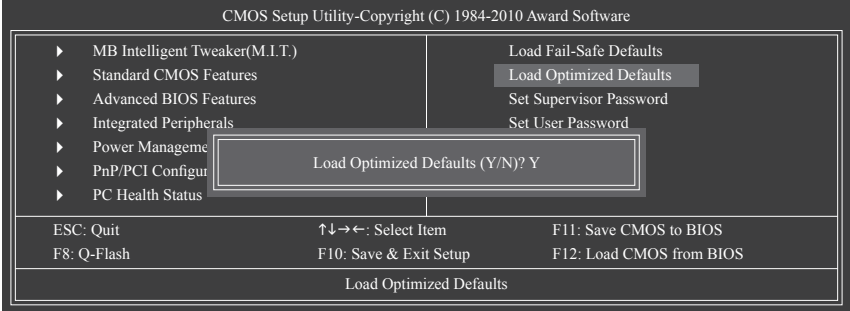 CMOS Setup Utility-Copyright (C) 1984-2010 Award Software
MB Intelligent Tweaker(M.I.T.)
Standard CMOS Features
Advanced BIOS Features
Integrated Peripherals
Power Manageme
PnP/PCI Configur
PC Health Status
Load Fail-Safe Defaults
Load Optimized Defaults
Set Supervisor Password
Set User Password
Load Optimized Defaults (Y/N)? Y
ESC: Quit ↑↓→←: Select Item F11: Save CMOS to BIOS
F8: Q-Flash F10: Save & Exit Setup F12: Load CMOS from BIOS
Load Optimized Defaults